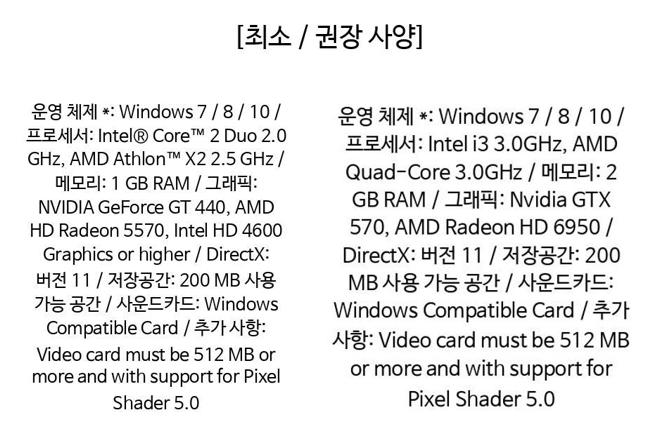 [최소 / 권장 사양]
운영 체제 *: Windows 7 / 8 / 10 /
프로세서: Intel® Core™ 2 Duo 2.0
GHz, AMD Athlon™ X2 2.5 GHz /
메모리: 1 GB RAM / 그래픽:
NVIDIA GeForce GT 440, AMD
HD Radeon 5570, Intel HD 4600
Graphics or higher / DirectX:
버전 11 / 저장공간: 200 MB 사용
가능 공간 / 사운드카드: Windows
Compatible Card / 추가 사항:
Video card must be 512 MB or
more and with support for Pixel
Shader 5.0
운영 체제 *: Windows 7 / 8 / 10 /
프로세서: Intel i3 3.0GHz, AMD
Quad-Core 3.0GHz / 메모리: 2
GB RAM / 그래픽: Nvidia GTX
570, AMD Radeon HD 6950 /
DirectX: 버전 11 / 저장공간: 200
MB 사용 가능 공간 / 사운드카드:
Windows Compatible Card / 추가
사항: Video card must be 512 MB
or more and with support for
Pixel Shader 5.0